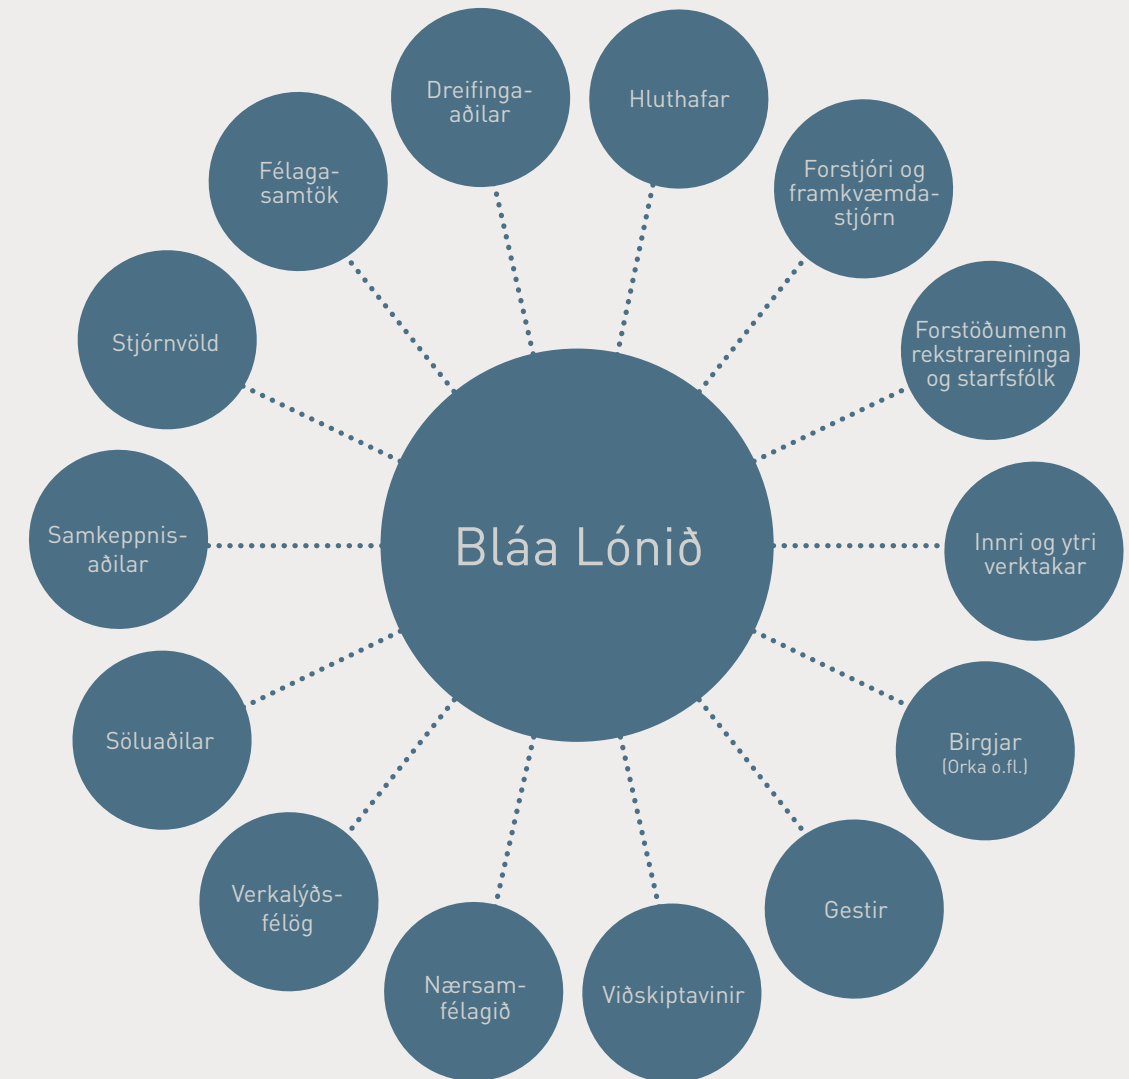 Dreifinga-
aðilar
Hluthafar
Forstjóri og
framkvæmda-
stjórn
Forstöðumenn
rekstrareininga
og starfsfólk
Innri og ytri
verktakar
Birgjar
(Orka o.fl.)
Gestir
Viðskiptavinir
Nærsam-
félagið
Verkalýðs-
félög
Söluaðilar
Samkeppnis-
aðilar
Stjórnvöld
Félaga-
samtök
Bláa Lónið